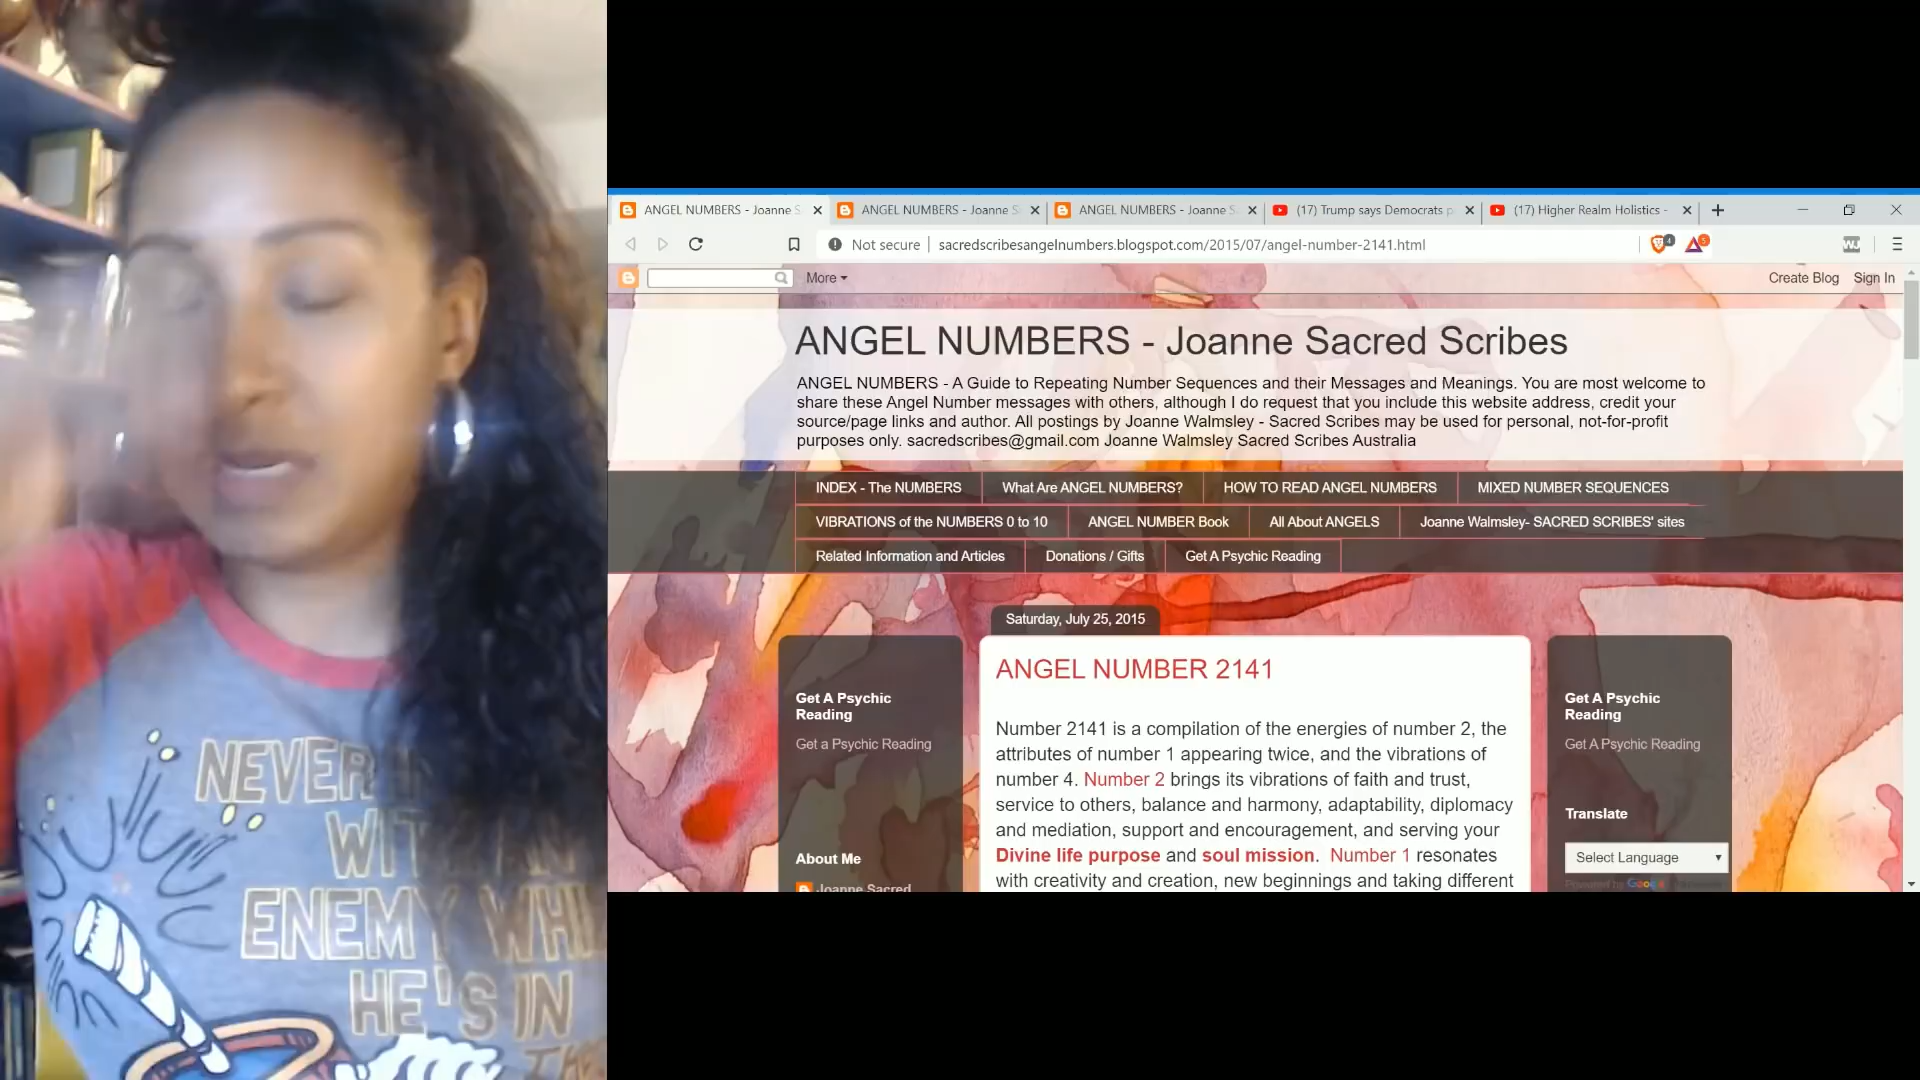 NEVER
ENEMY WHI
HE'S IN
ANGEL NUMBERS - Joanne S
ANGEL NUMBERS - Joanne S
ANGEL NUMBERS - Joanne S
(17) Trump says Democrats p
(17) Higher Realm Holistics -
Not secure
sacredscribesangelnumbers.blogspot.com/2015/07/angel-number-2141.html
4
5
WJ
More
Create Blog
Sign In
ANGEL NUMBERS - Joanne Sacred Scribes
ANGEL NUMBERS - A Guide to Repeating Number Sequences and their Messages and Meanings. You are most welcome to
share these Angel Number messages with others, although I do request that you include this website address, credit your
source/page links and author. All postings by Joanne Walmsley - Sacred Scribes may be used for personal, not-for-profit
purposes only. sacredscribes@gmail.com Joanne Walmsley Sacred Scribes Australia
INDEX - The NUMBERS
What Are ANGEL NUMBERS?
HOW TO READ ANGEL NUMBERS
MIXED NUMBER SEQUENCES
VIBRATIONS of the NUMBERS 0 to 10
ANGEL NUMBER Book
All About ANGELS
Joanne Walmsley- SACRED SCRIBES' sites
Related Information and Articles
Donations / Gifts
Get A Psychic Reading
Saturday, July 25, 2015
Get A Psychic
Reading
Get a Psychic Reading
About Me
Joanne Sacred
ANGEL NUMBER 2141
Number 2141 is a compilation of the energies of number 2, the
attributes of number 1 appearing twice, and the vibrations of
number 4. Number 2 brings its vibrations of faith and trust,
service to others, balance and harmony, adaptability, diplomacy
and mediation, support and encouragement, and serving your
Divine life purpose and soul mission. Number 1 resonates
with creativity and creation, new beginnings and taking different
Get A Psychic
Reading
Get A Psychic Reading
Translate
Select Language
Powered by Google